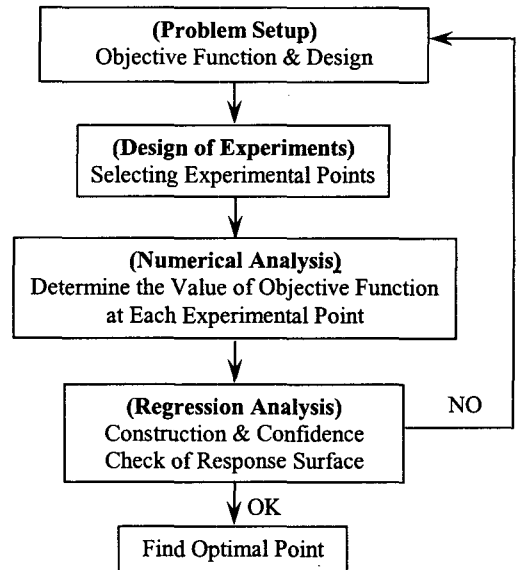 (Problem Setup)
Objective Function & Design
(Design of Experiments)
Selecting Experimental Points
(Numerical Analysis)
Determine the Value of Objective Function
at Each Experimental Point
(Regression Analysis)
Construction & Confidence
Check of Response Surface
NO
OK
Find Optimal Point